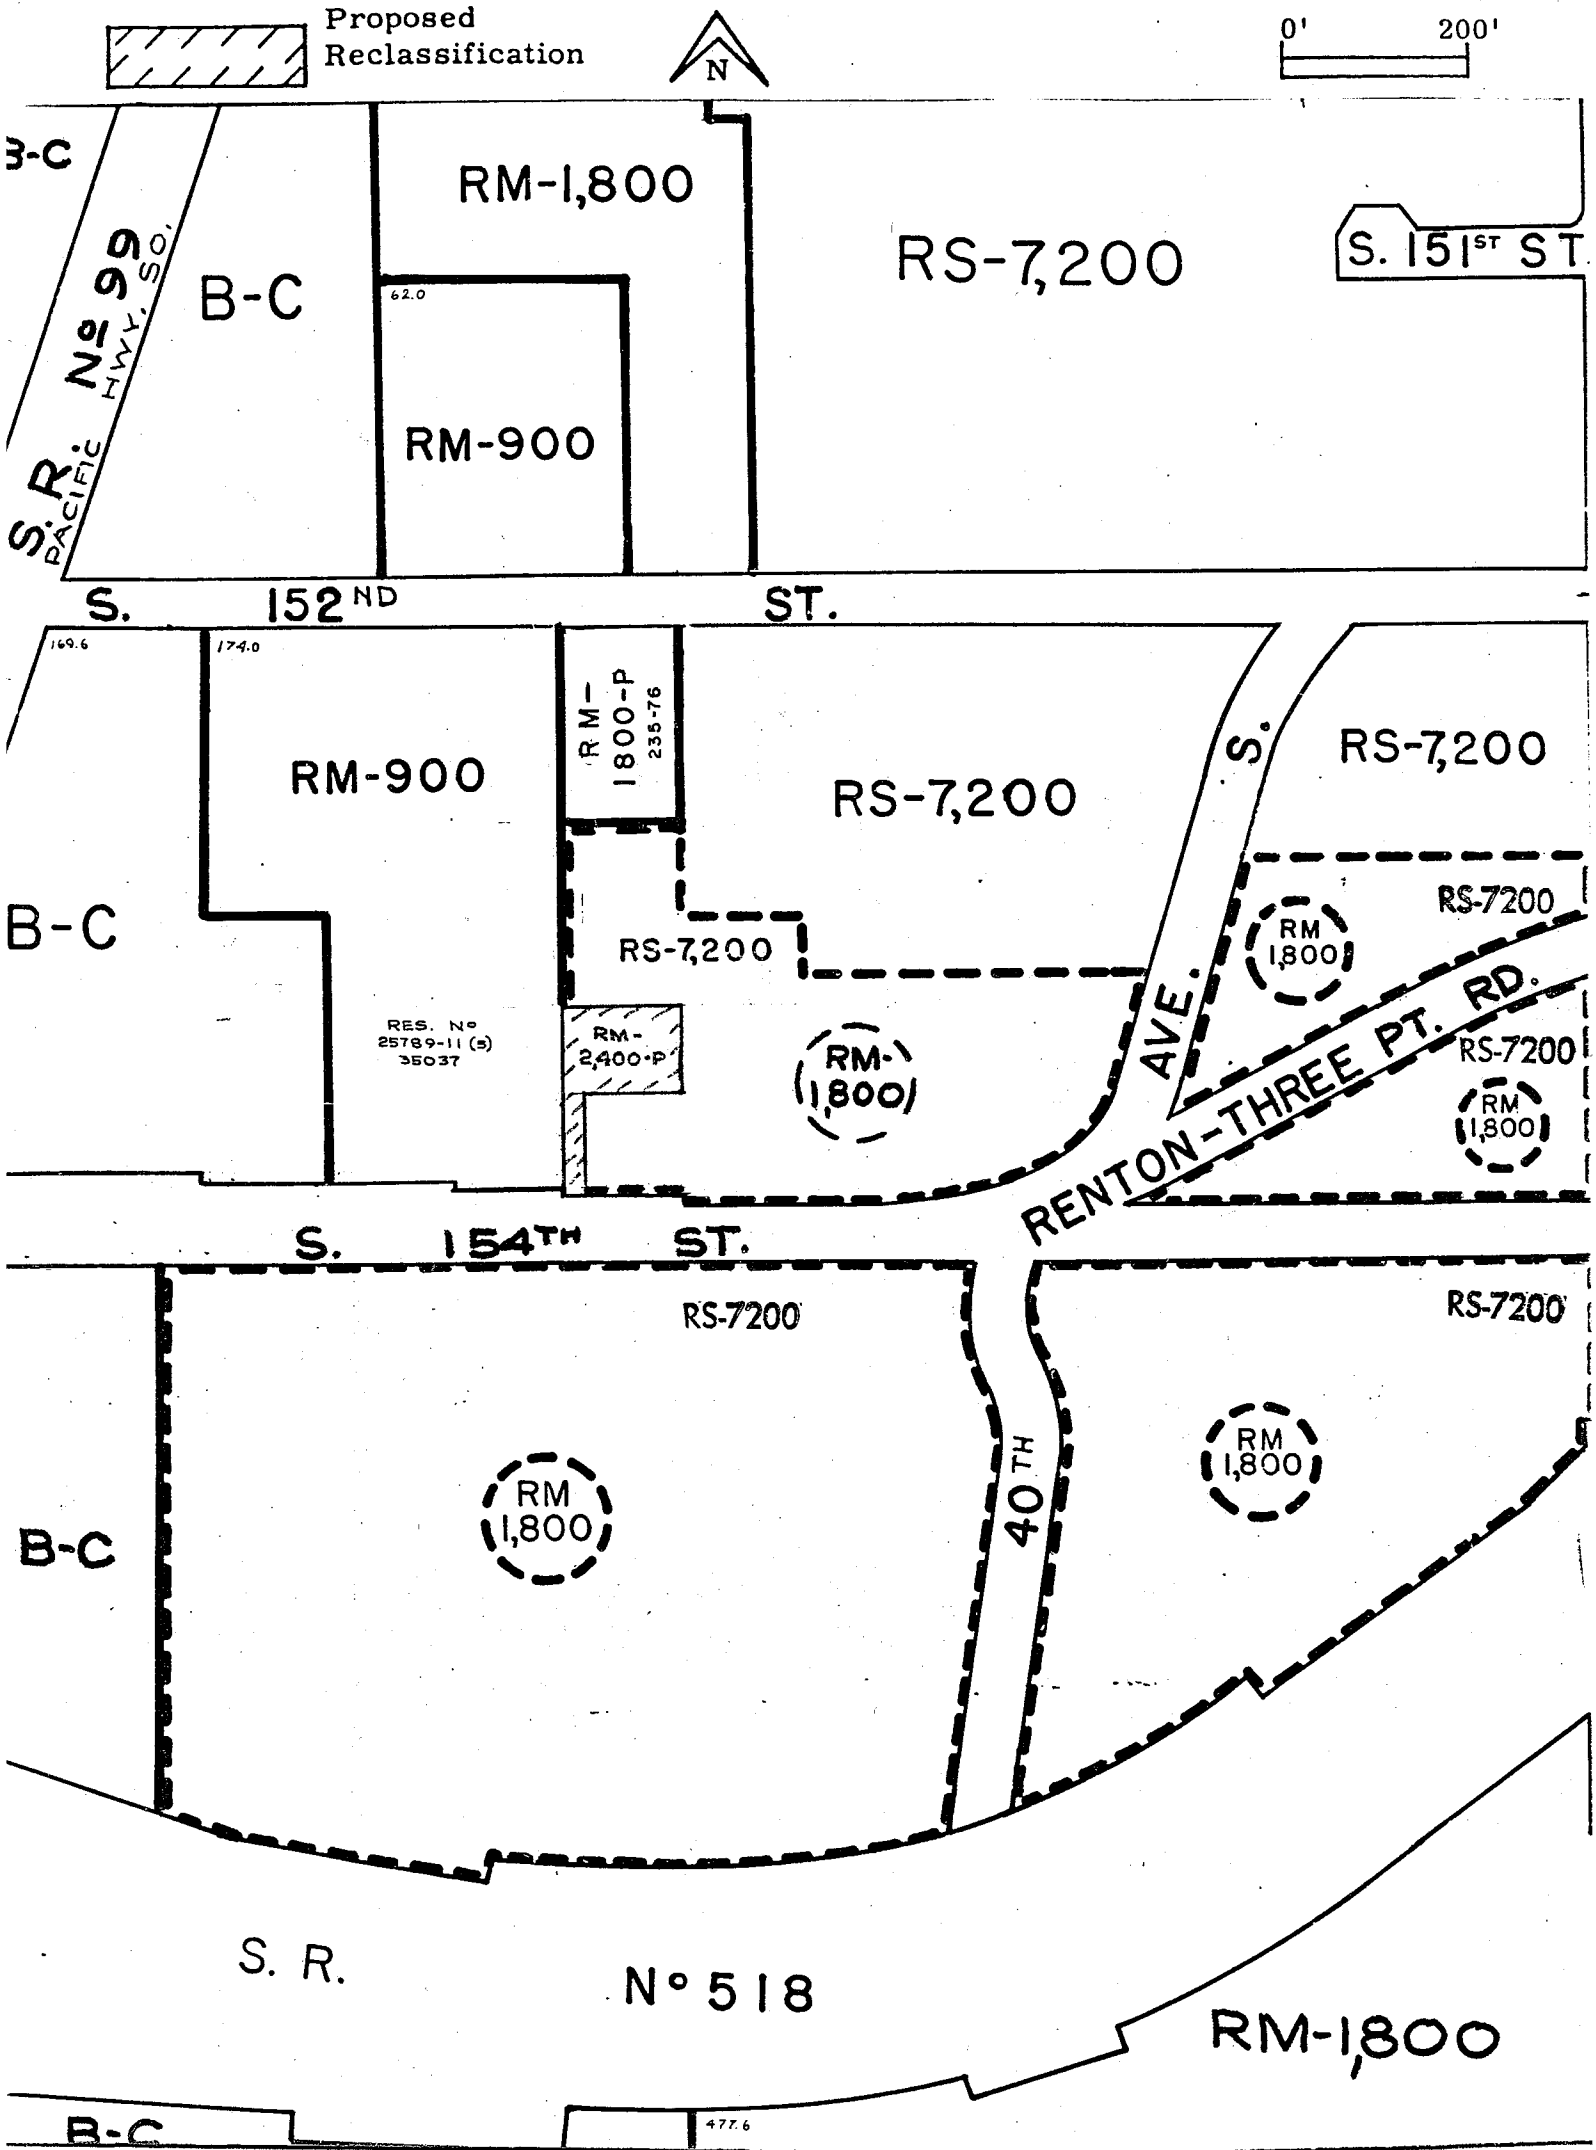 Proposed
Reclassification
N
0' 200'
B-C
RM-1,800
S. R. Nº 99
PACIFIC HWY. SO.
B-C
RS-7,200
S. 151ST ST.
62.0
RM-900
S. 152ND ST.
169.6
174.0
RM-900
RM-
1800-P
235-76
RS-7,200
RS-7,200
B-C
RS-7,200
RS-7200
RM
1,800
RES. Nº
25789-11 (5)
35037
RM-
2,400-P
RM-
1,800
AVE. S.
RENTON-THREE PT. RD.
RS-7200
RM
1,800
S. 154TH ST.
RS-7200
RS-7200
RM
1,800
RM
1,800
40TH
B-C
S. R. Nº 518
RM-1,800
B-C
477.6